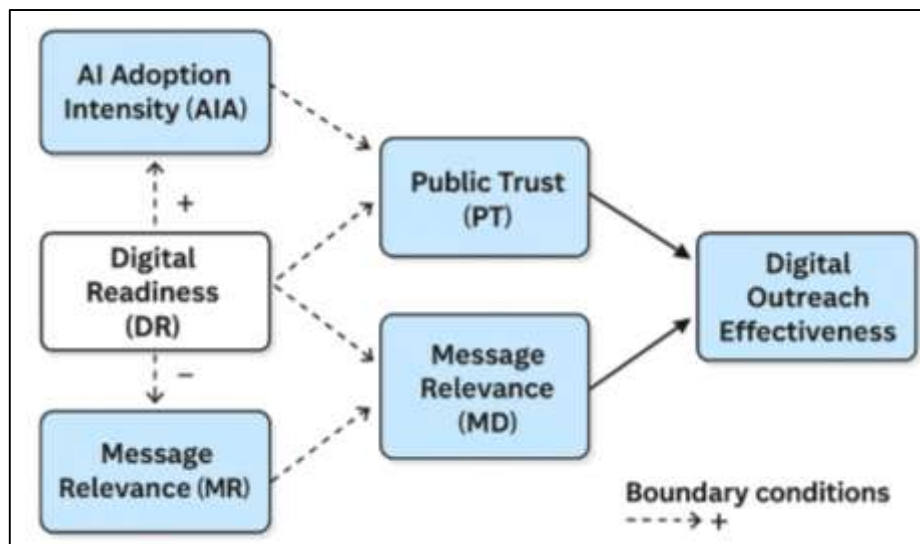 AI Adoption
Intensity (AIA)
+
Digital
Readiness
(DR)
–
Message
Relevance (MR)
Public Trust
(PT)
Message
Relevance
(MD)
Digital
Outreach
Effectiveness
Boundary conditions
+